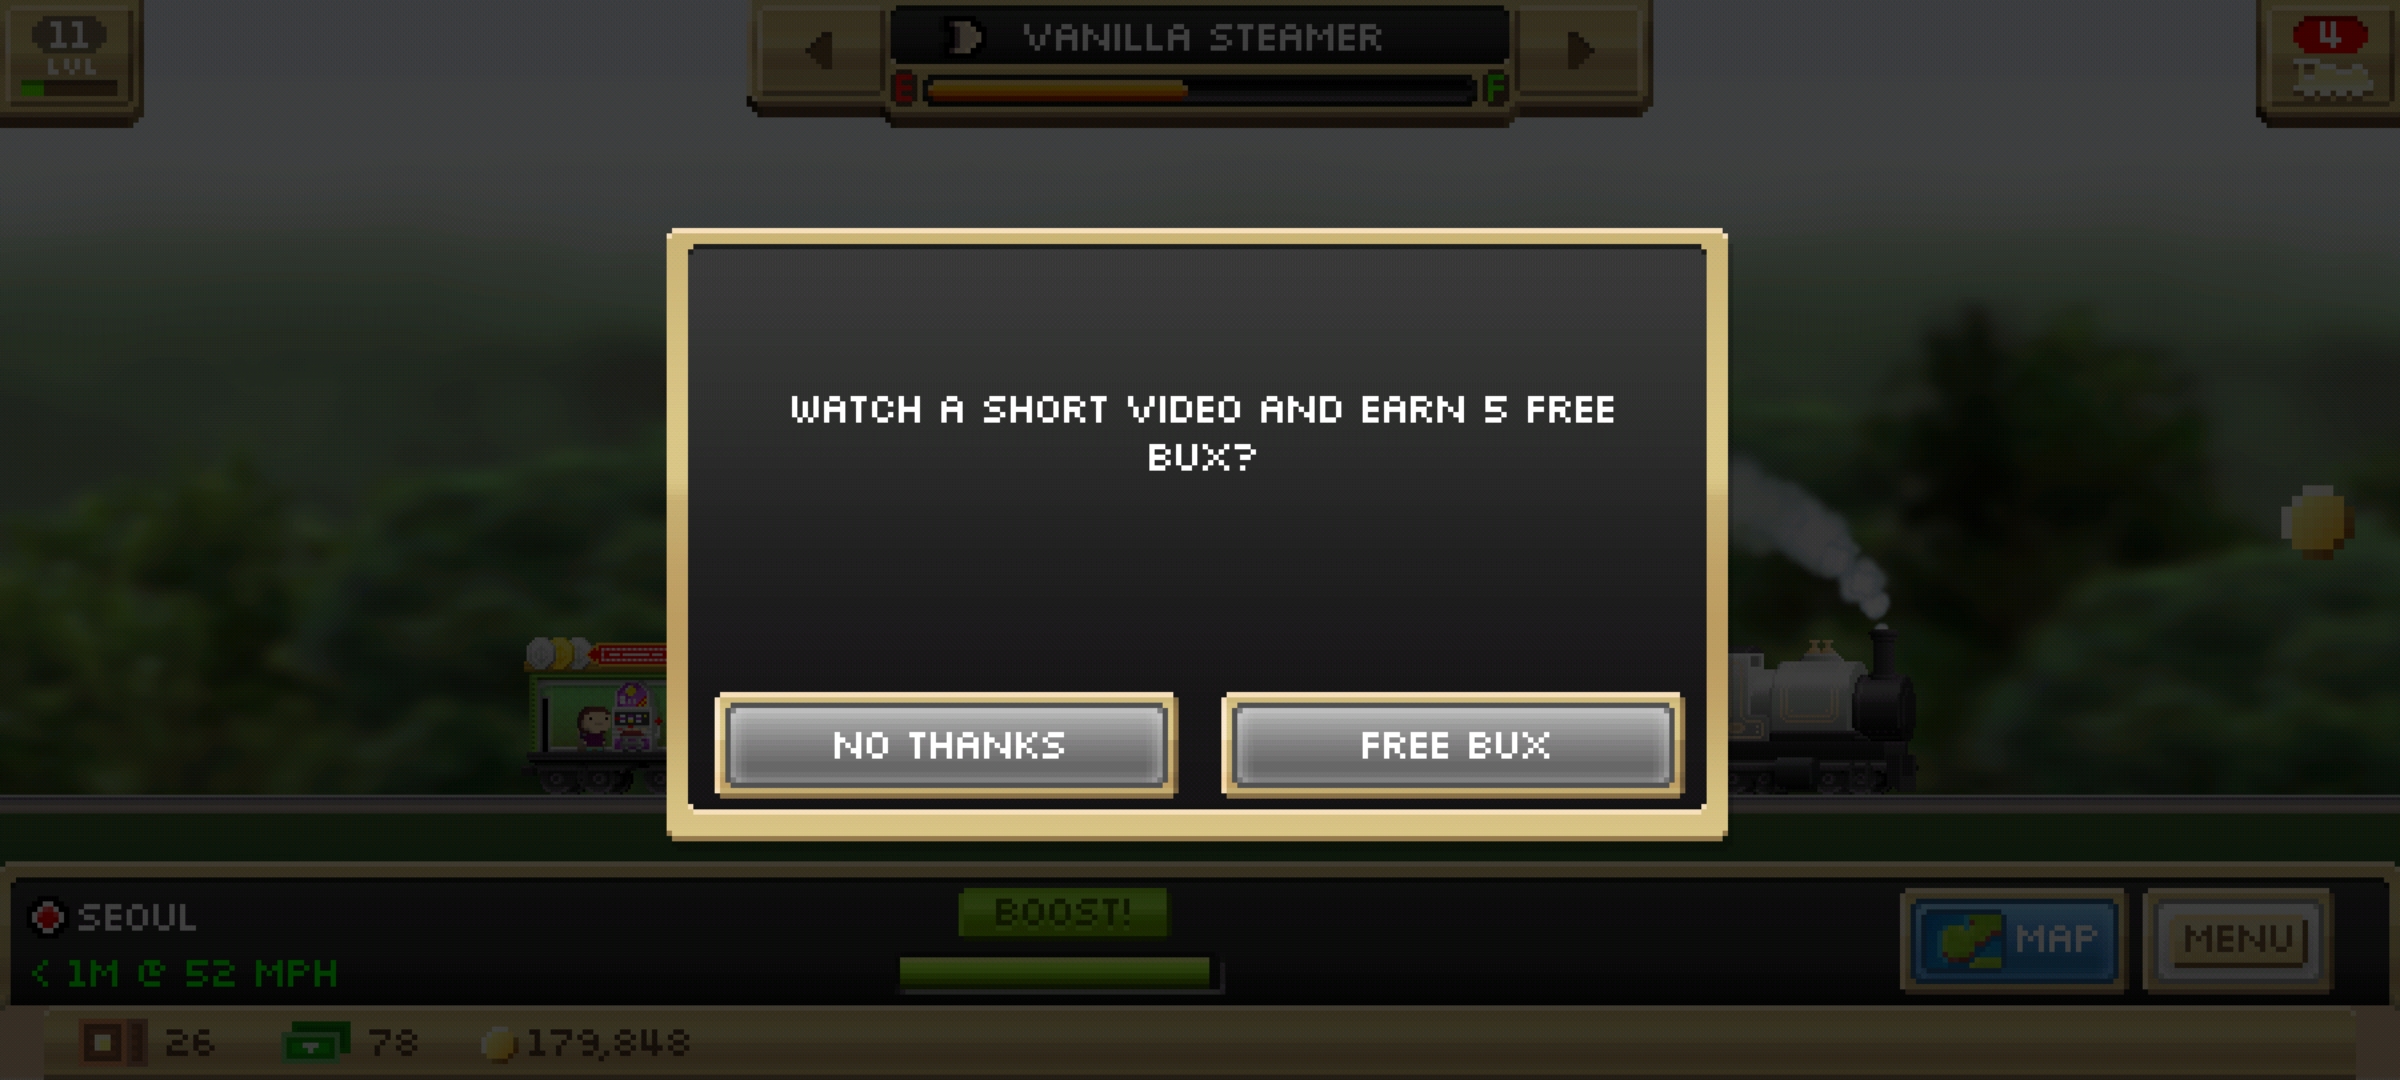 11
LVL
VANILLA STEAMER
E F
4
WATCH A SHORT VIDEO AND EARN 5 FREE
BUX?
NO THANKS
FREE BUX
SEOUL
< 1M @ 52 MPH
BOOST!
MAP
MENU
26
78
179,848